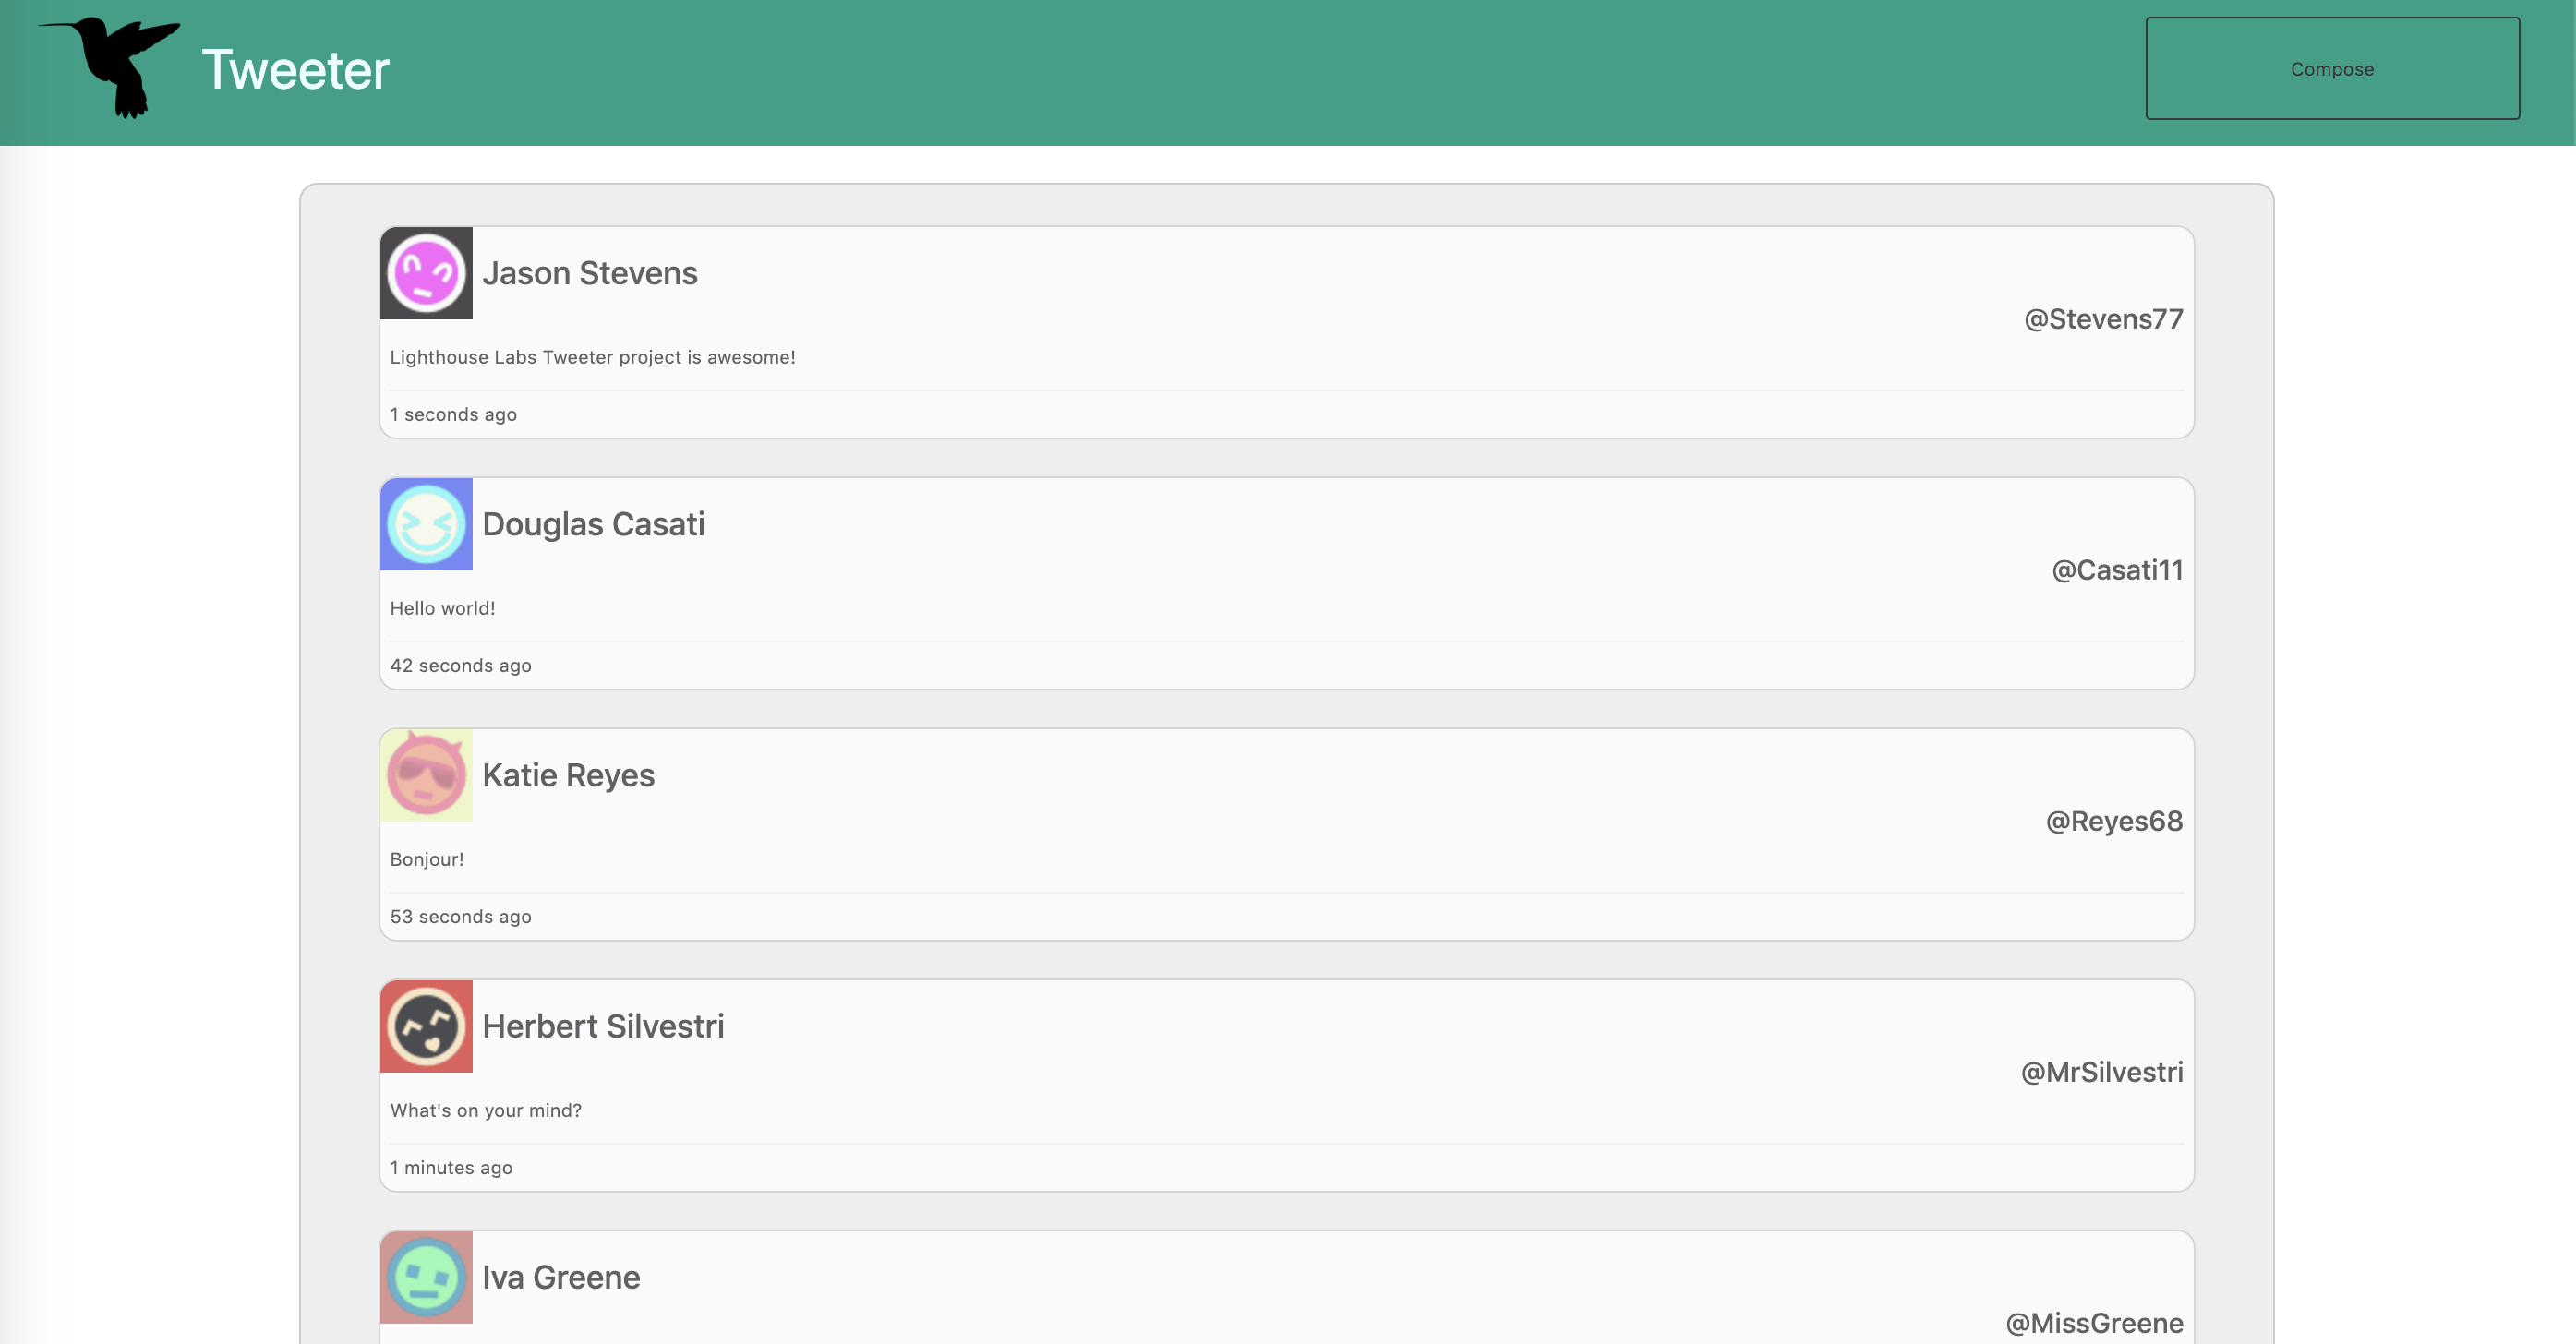 Tweeter
Compose
Jason Stevens
@Stevens77
Lighthouse Labs Tweeter project is awesome!
1 seconds ago
Douglas Casati
@Casati11
Hello world!
42 seconds ago
Katie Reyes
@Reyes68
Bonjour!
53 seconds ago
Herbert Silvestri
@MrSilvestri
What's on your mind?
1 minutes ago
Iva Greene
@MissGreene